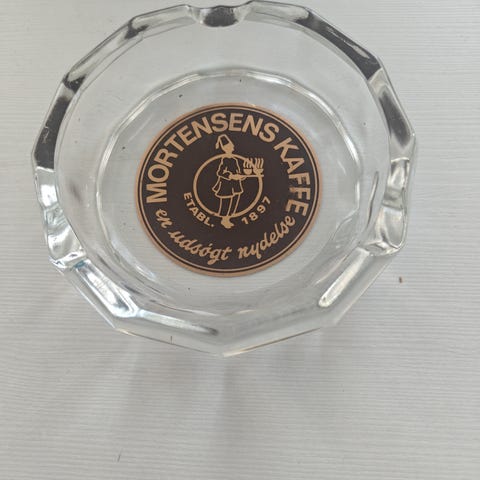 MORTENSENS KAFFE
ETABL. 1897
en udsøgt nydelse